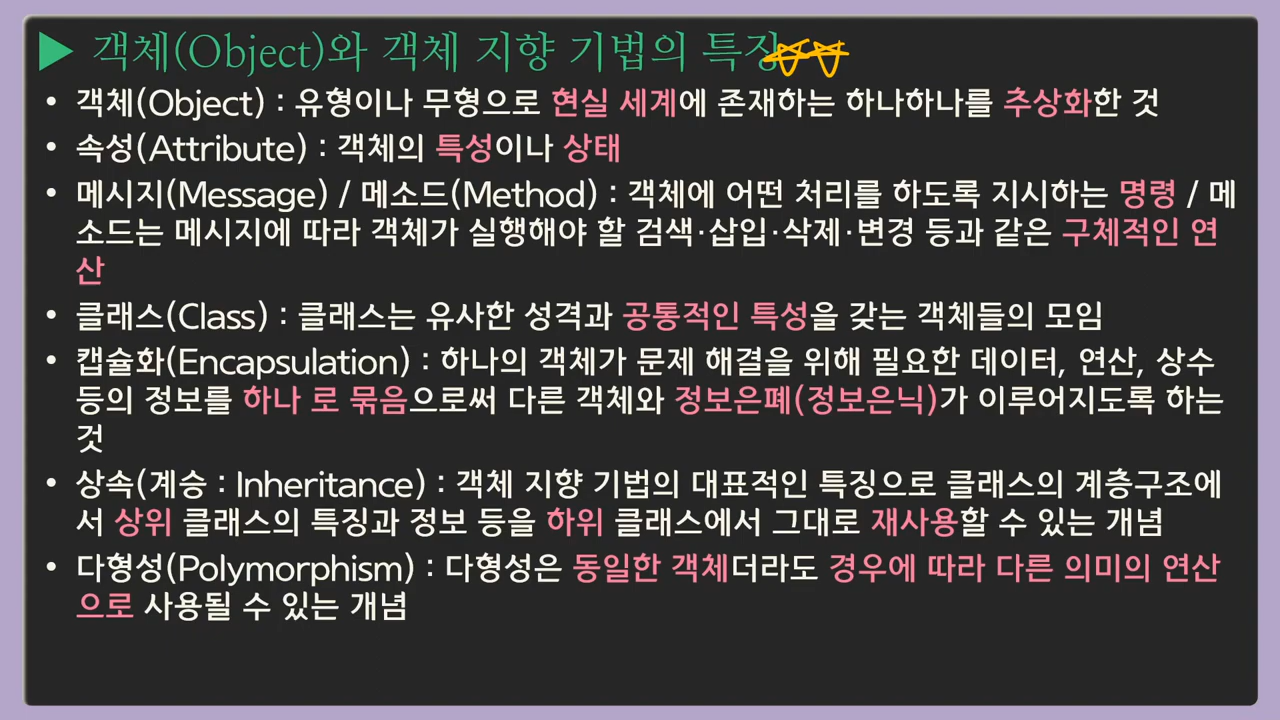 ▶ 객체(Object)와 객체 지향 기법의 특징
• 객체(Object) : 유형이나 무형으로 현실 세계에 존재하는 하나하나를 추상화한 것
• 속성(Attribute) : 객체의 특성이나 상태
• 메시지(Message) / 메소드(Method) : 객체에 어떤 처리를 하도록 지시하는 명령 / 메
소드는 메시지에 따라 객체가 실행해야 할 검색·삽입·삭제·변경 등과 같은 구체적인 연
산
• 클래스(Class) : 클래스는 유사한 성격과 공통적인 특성을 갖는 객체들의 모임
• 캡슐화(Encapsulation) : 하나의 객체가 문제 해결을 위해 필요한 데이터, 연산, 상수
등의 정보를 하나 로 묶음으로써 다른 객체와 정보은폐(정보은닉)가 이루어지도록 하는
것
• 상속(계승 : Inheritance) : 객체 지향 기법의 대표적인 특징으로 클래스의 계층구조에
서 상위 클래스의 특징과 정보 등을 하위 클래스에서 그대로 재사용할 수 있는 개념
• 다형성(Polymorphism) : 다형성은 동일한 객체더라도 경우에 따라 다른 의미의 연산
으로 사용될 수 있는 개념